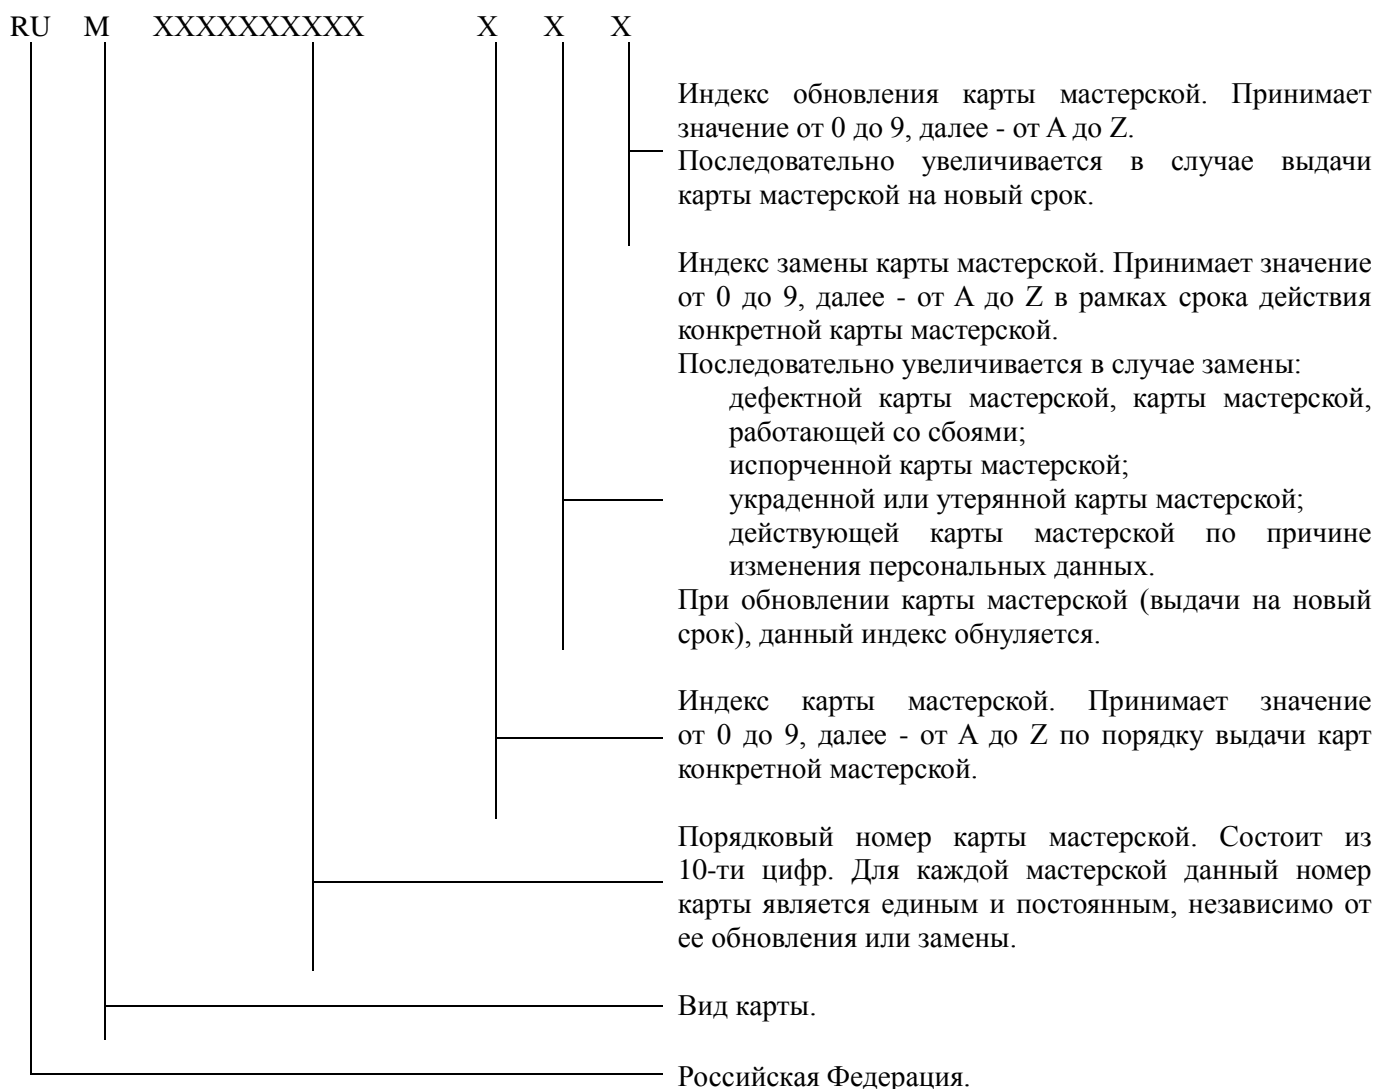 RU M XXXXXXXXXX X X X
Индекс обновления карты мастерской. Принимает
значение от 0 до 9, далее - от A до Z.
Последовательно увеличивается в случае выдачи
карты мастерской на новый срок.
Индекс замены карты мастерской. Принимает значение
от 0 до 9, далее - от A до Z в рамках срока действия
конкретной карты мастерской.
Последовательно увеличивается в случае замены:
дефектной карты мастерской, карты мастерской,
работающей со сбоями;
испорченной карты мастерской;
украденной или утерянной карты мастерской;
действующей карты мастерской по причине
изменения персональных данных.
При обновлении карты мастерской (выдачи на новый
срок), данный индекс обнуляется.
Индекс карты мастерской. Принимает значение
от 0 до 9, далее - от A до Z по порядку выдачи карт
конкретной мастерской.
Порядковый номер карты мастерской. Состоит из
10-ти цифр. Для каждой мастерской данный номер
карты является единым и постоянным, независимо от
ее обновления или замены.
Вид карты.
Российская Федерация.